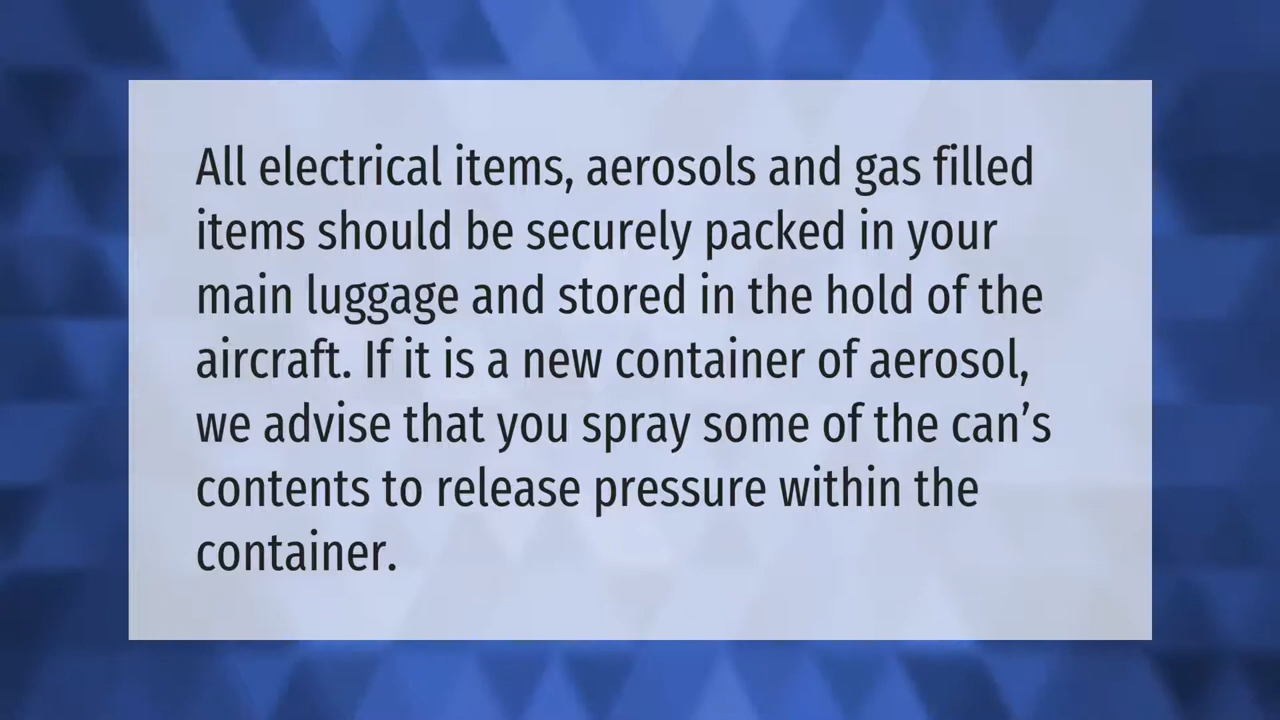 All electrical items, aerosols and gas filled
items should be securely packed in your
main luggage and stored in the hold of the
aircraft. If it is a new container of aerosol,
we advise that you spray some of the can’s
contents to release pressure within the
container.